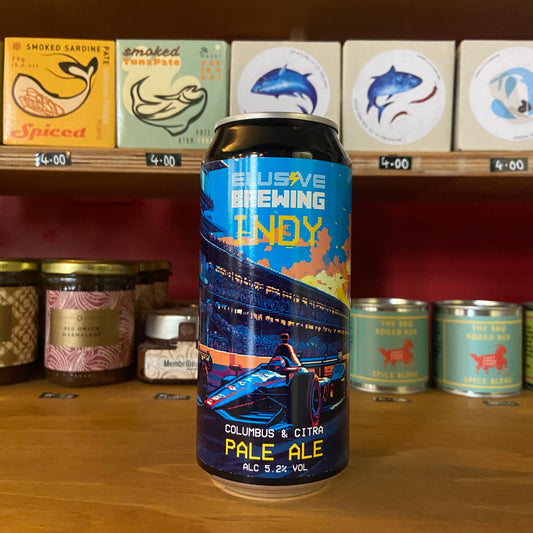 SMOKED SARDINE
PATE
Spiced
smoked
TunaPate
4.00
4.00
4.00
4.00
ELUSIVE
BREWING
INDY
COLUMBUS & CITRA
PALE ALE
ALC 5.2% VOL
RED ONION
MARMALADE
Membrillo
THE BBQ
RODEO RUB
SPICE BLEND
THE BBQ
RODEO RUB
SPICE BLEND